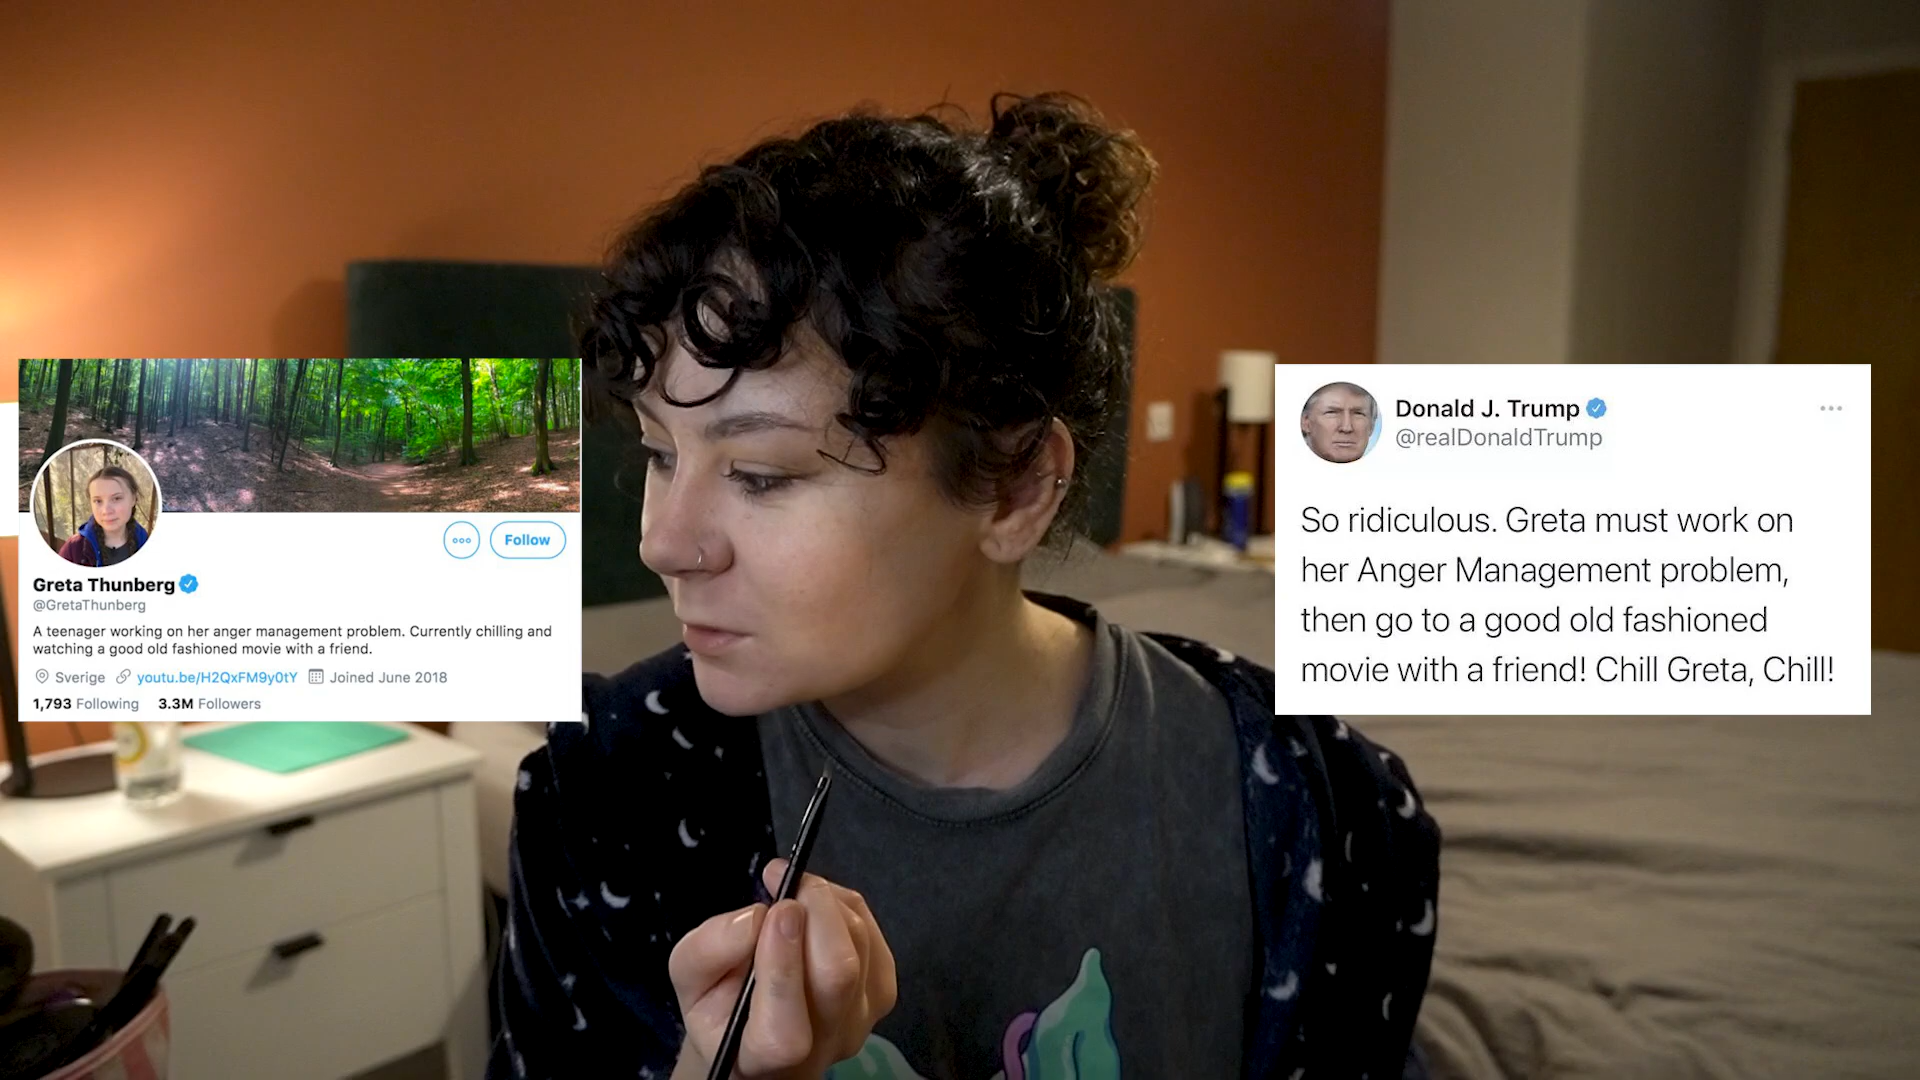 Greta Thunberg
@GretaThunberg
A teenager working on her anger management problem. Currently chilling and
watching a good old fashioned movie with a friend.
Sverige youtu.be/H2QxFM9y0tY Joined June 2018
1,793 Following 3.3M Followers
Follow
Donald J. Trump
@realDonaldTrump
So ridiculous. Greta must work on
her Anger Management problem,
then go to a good old fashioned
movie with a friend! Chill Greta, Chill!